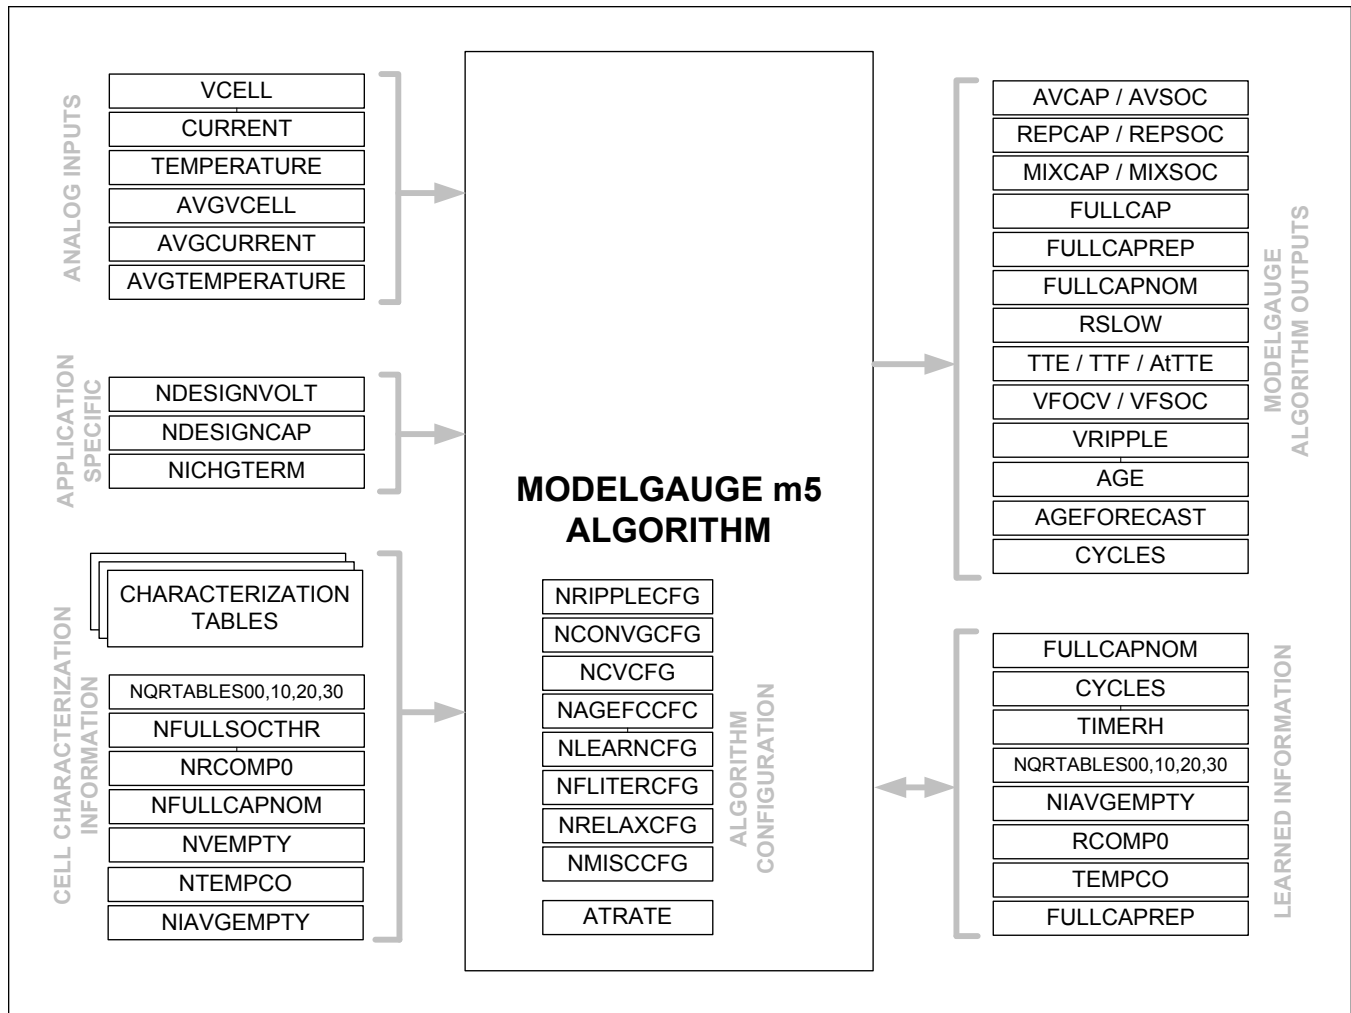 ANALOG INPUTS
VCELL
CURRENT
TEMPERATURE
AVGVCELL
AVGCURRENT
AVGTEMPERATURE
APPLICATION
SPECIFIC
NDESIGNVOLT
NDESIGNCAP
NICHGTERM
CELL CHARACTERIZATION
INFORMATION
CHARACTERIZATION
TABLES
NQRTABLES00,10,20,30
NFULLSOCTHR
NRCOMP0
NFULLCAPNOM
NVEMPTY
NTEMPCO
NIAVGEMPTY
MODELGAUGE m5
ALGORITHM
NRIPPLECFG
NCONVGCFG
NCVCFG
NAGEFCCFC
NLEARNCFG
NFLITERCFG
NRELAXCFG
NMISCCFG
ATRATE
ALGORITHM
CONFIGURATION
AVCAP / AVSOC
REPCAP / REPSOC
MIXCAP / MIXSOC
FULLCAP
FULLCAPREP
FULLCAPNOM
RSLOW
TTE / TTF / AtTTE
VFOCV / VFSOC
VRIPPLE
AGE
AGEFORECAST
CYCLES
MODELGAUGE
ALGORITHM OUTPUTS
FULLCAPNOM
CYCLES
TIMERH
NQRTABLES00,10,20,30
NIAVGEMPTY
RCOMP0
TEMPCO
FULLCAPREP
LEARNED INFORMATION